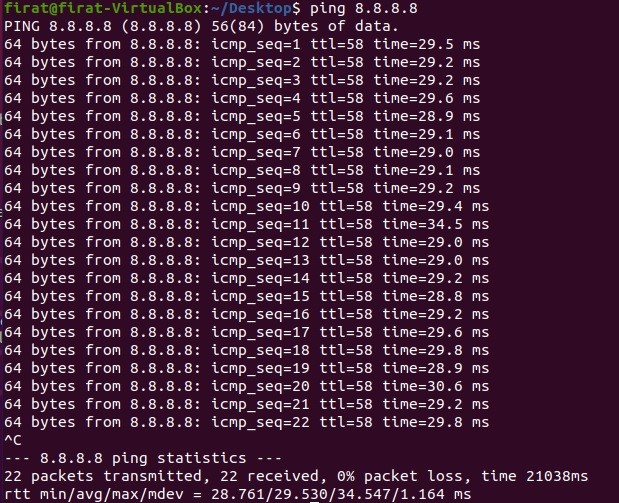 firat@firat-VirtualBox:~/Desktop$ ping 8.8.8.8
PING 8.8.8.8 (8.8.8.8) 56(84) bytes of data.
64 bytes from 8.8.8.8: icmp_seq=1 ttl=58 time=29.5 ms
64 bytes from 8.8.8.8: icmp_seq=2 ttl=58 time=29.2 ms
64 bytes from 8.8.8.8: icmp_seq=3 ttl=58 time=29.2 ms
64 bytes from 8.8.8.8: icmp_seq=4 ttl=58 time=29.6 ms
64 bytes from 8.8.8.8: icmp_seq=5 ttl=58 time=28.9 ms
64 bytes from 8.8.8.8: icmp_seq=6 ttl=58 time=29.1 ms
64 bytes from 8.8.8.8: icmp_seq=7 ttl=58 time=29.0 ms
64 bytes from 8.8.8.8: icmp_seq=8 ttl=58 time=29.1 ms
64 bytes from 8.8.8.8: icmp_seq=9 ttl=58 time=29.2 ms
64 bytes from 8.8.8.8: icmp_seq=10 ttl=58 time=29.4 ms
64 bytes from 8.8.8.8: icmp_seq=11 ttl=58 time=34.5 ms
64 bytes from 8.8.8.8: icmp_seq=12 ttl=58 time=29.0 ms
64 bytes from 8.8.8.8: icmp_seq=13 ttl=58 time=29.0 ms
64 bytes from 8.8.8.8: icmp_seq=14 ttl=58 time=29.2 ms
64 bytes from 8.8.8.8: icmp_seq=15 ttl=58 time=28.8 ms
64 bytes from 8.8.8.8: icmp_seq=16 ttl=58 time=29.2 ms
64 bytes from 8.8.8.8: icmp_seq=17 ttl=58 time=29.6 ms
64 bytes from 8.8.8.8: icmp_seq=18 ttl=58 time=29.8 ms
64 bytes from 8.8.8.8: icmp_seq=19 ttl=58 time=28.9 ms
64 bytes from 8.8.8.8: icmp_seq=20 ttl=58 time=30.6 ms
64 bytes from 8.8.8.8: icmp_seq=21 ttl=58 time=29.2 ms
64 bytes from 8.8.8.8: icmp_seq=22 ttl=58 time=29.8 ms
^C
--- 8.8.8.8 ping statistics ---
22 packets transmitted, 22 received, 0% packet loss, time 21038ms
rtt min/avg/max/mdev = 28.761/29.530/34.547/1.164 ms